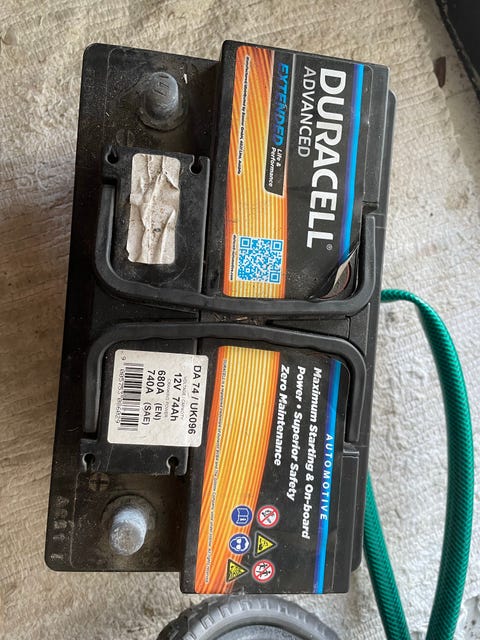 DURACELL®
ADVANCED
EXTENDED
Life &
Performance
AUTOMOTIVE
Maximum Starting & On-board
Power • Superior Safety
Zero Maintenance
DA 74 / UK096
12V 74Ah
680A (EN)
740A (SAE)